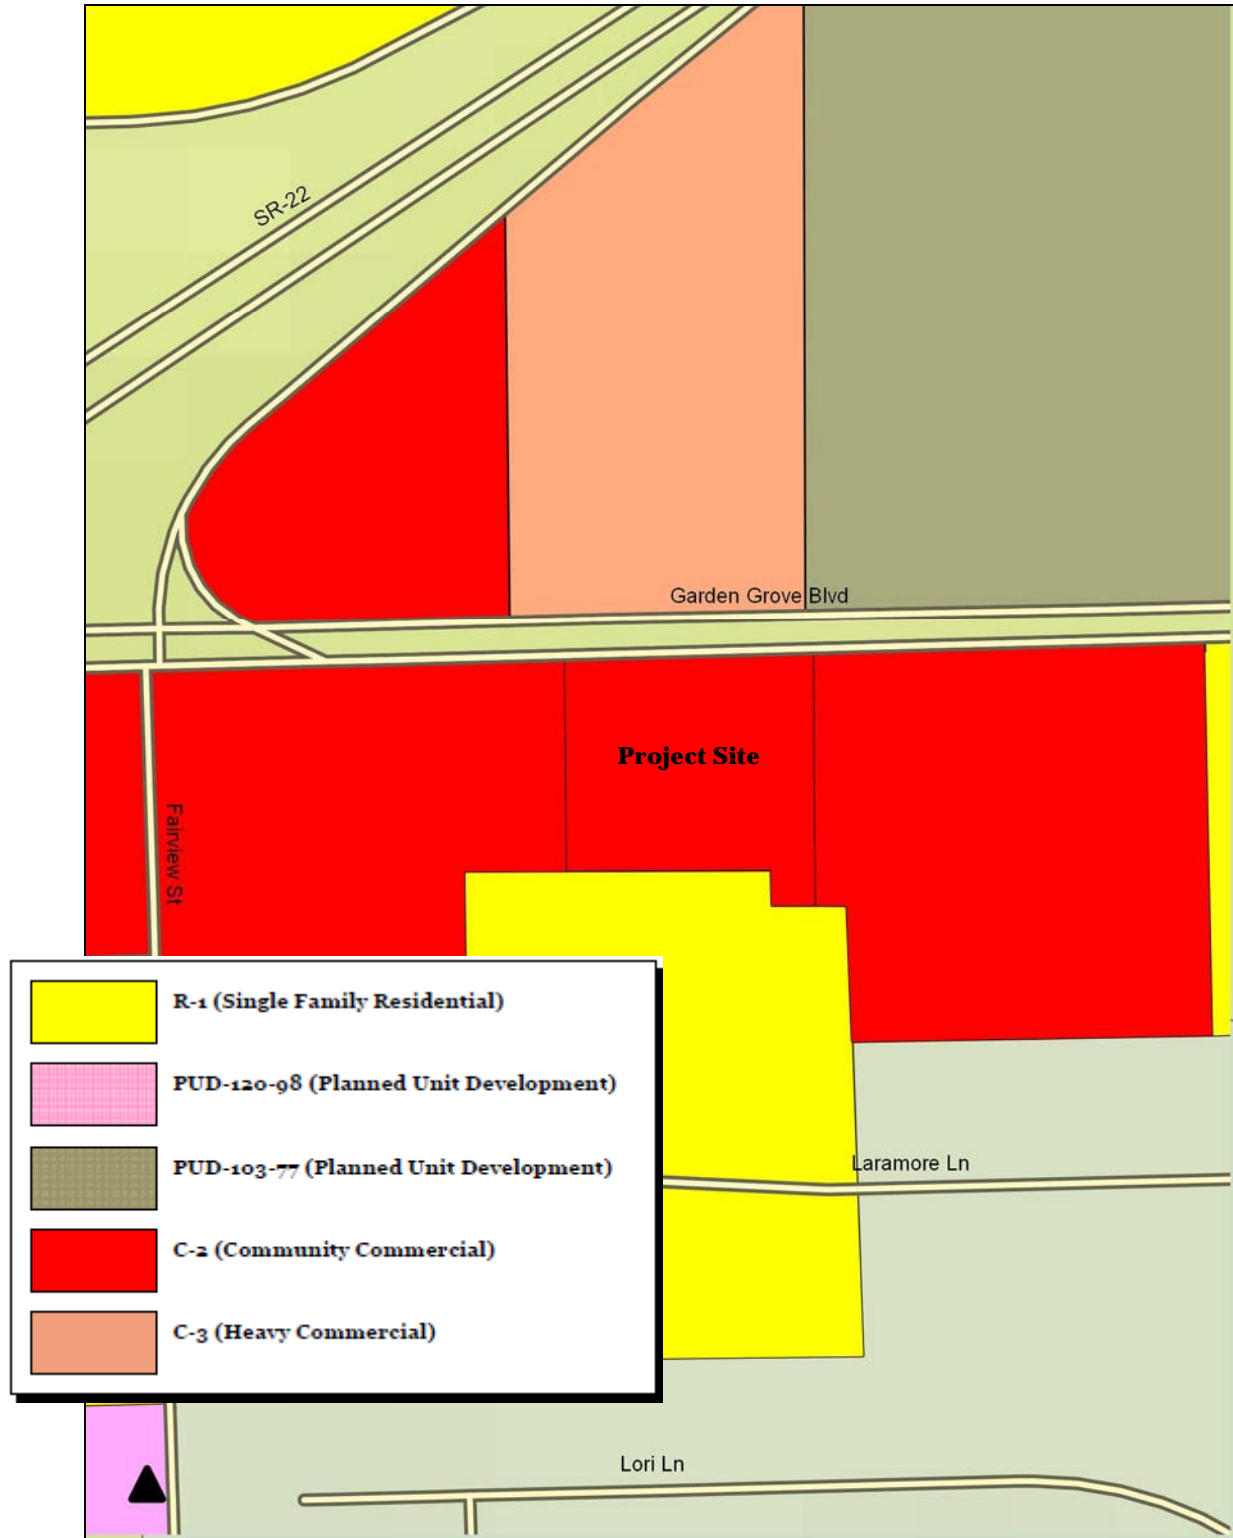 SR-22
Garden Grove Blvd
Project Site
Fairview St
R-1 (Single Family Residential)
PUD-120-98 (Planned Unit Development)
PUD-103-77 (Planned Unit Development)
C-2 (Community Commercial)
C-3 (Heavy Commercial)
Laramore Ln
Lori Ln